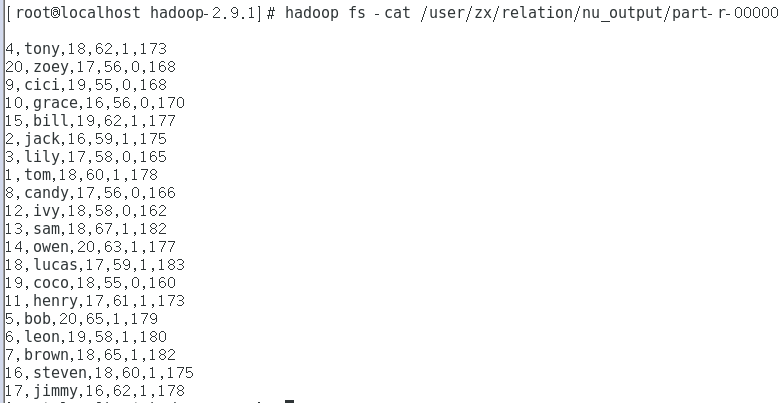 [root@localhost hadoop-2.9.1]# hadoop fs -cat /user/zx/relation/nu_output/part-r-00000
4,tony,18,62,1,173
20,zoey,17,56,0,168
9,cici,19,55,0,168
10,grace,16,56,0,170
15,bill,19,62,1,177
2,jack,16,59,1,175
3,lily,17,58,0,165
1,tom,18,60,1,178
8,candy,17,56,0,166
12,ivy,18,58,0,162
13,sam,18,67,1,182
14,owen,20,63,1,177
18,lucas,17,59,1,183
19,coco,18,55,0,160
11,henry,17,61,1,173
5,bob,20,65,1,179
6,leon,19,58,1,180
7,brown,18,65,1,182
16,steven,18,60,1,175
17,jimmy,16,62,1,178